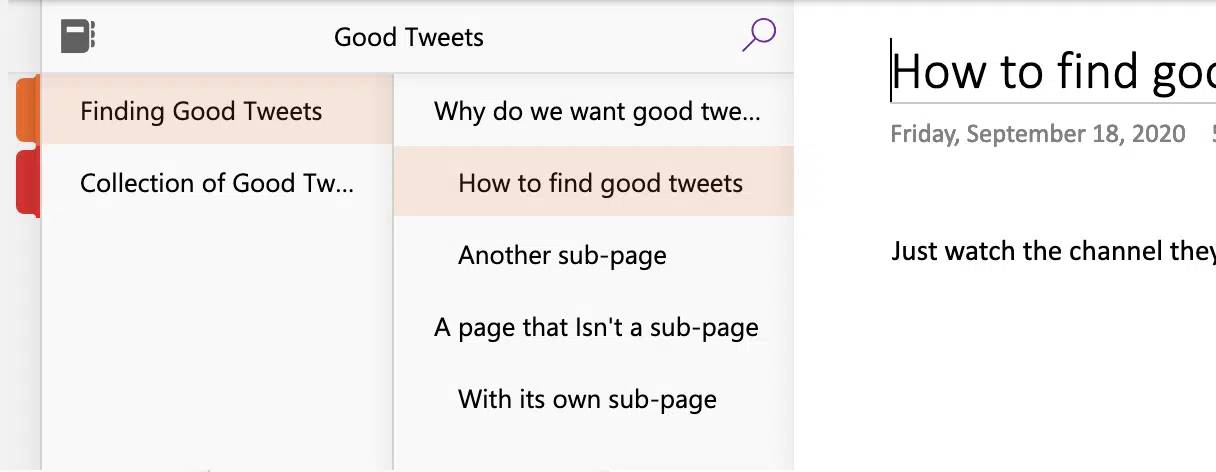 Good Tweets
Finding Good Tweets
Collection of Good Tw...
Why do we want good twe...
How to find good tweets
Another sub-page
A page that Isn't a sub-page
With its own sub-page
How to find
Friday, September 18, 2020
Just watch the channel they